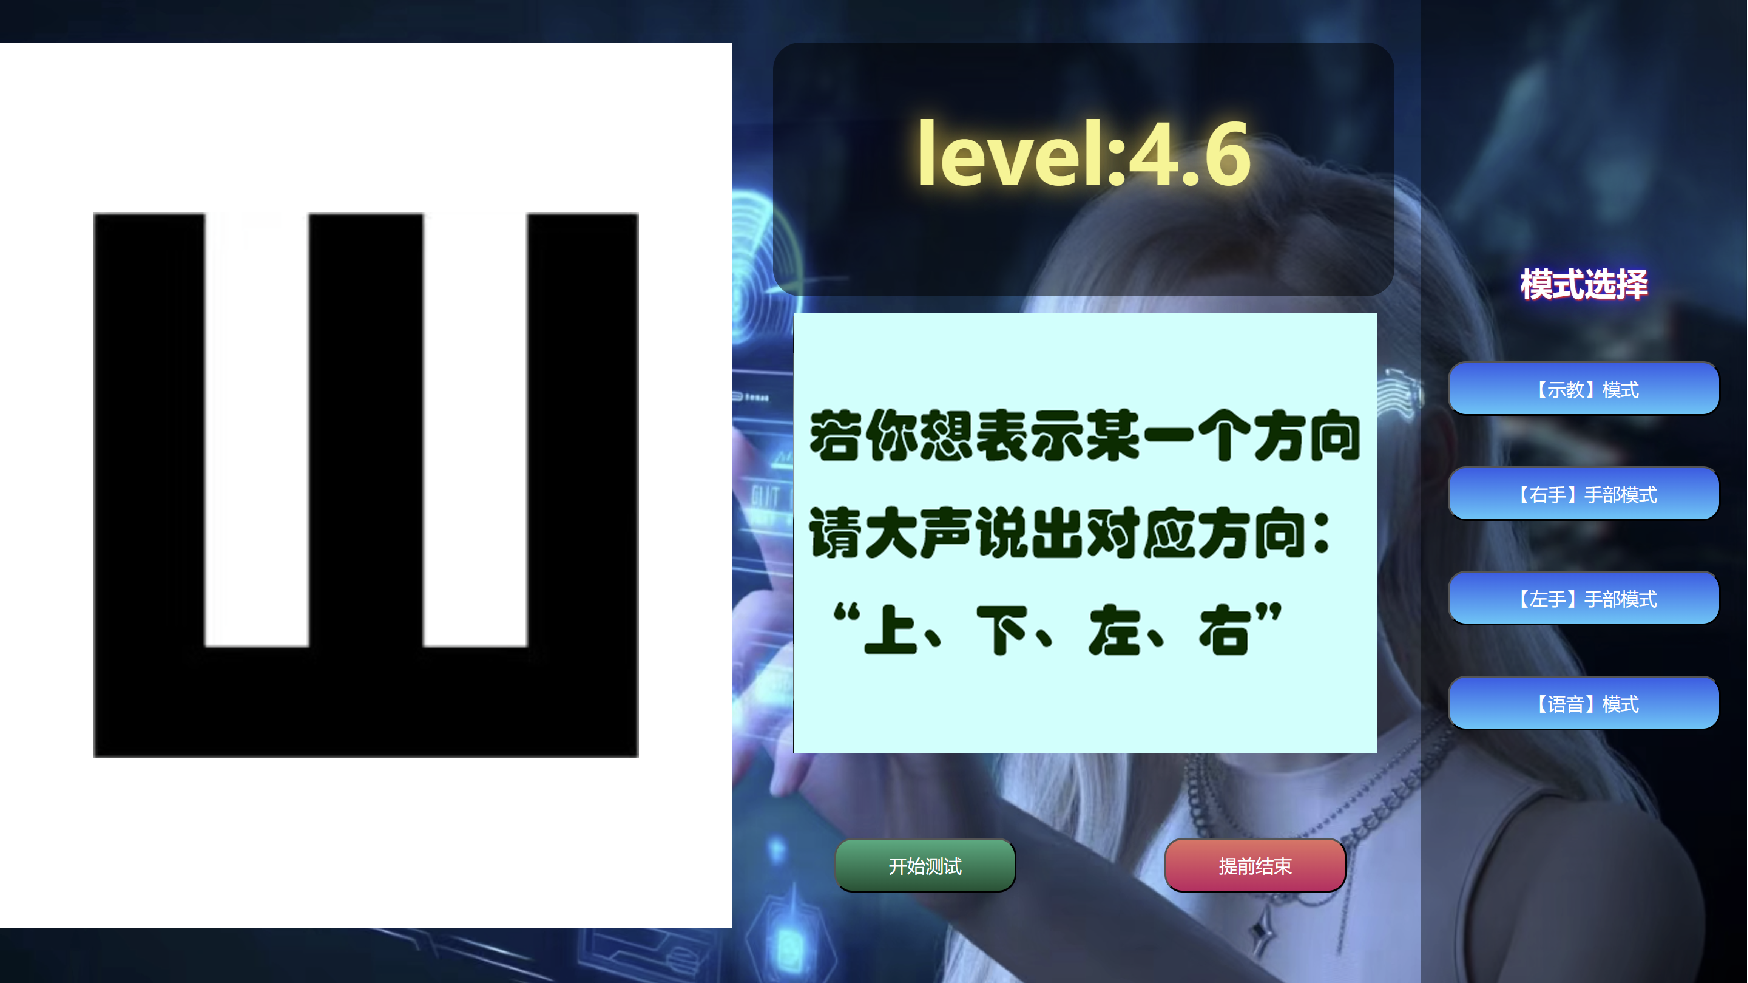 level:4.6
若你想表示某一个方向
请大声说出对应方向：
“上、下、左、右”
开始测试
提前结束
模式选择
【示教】模式
【右手】手部模式
【左手】手部模式
【语音】模式